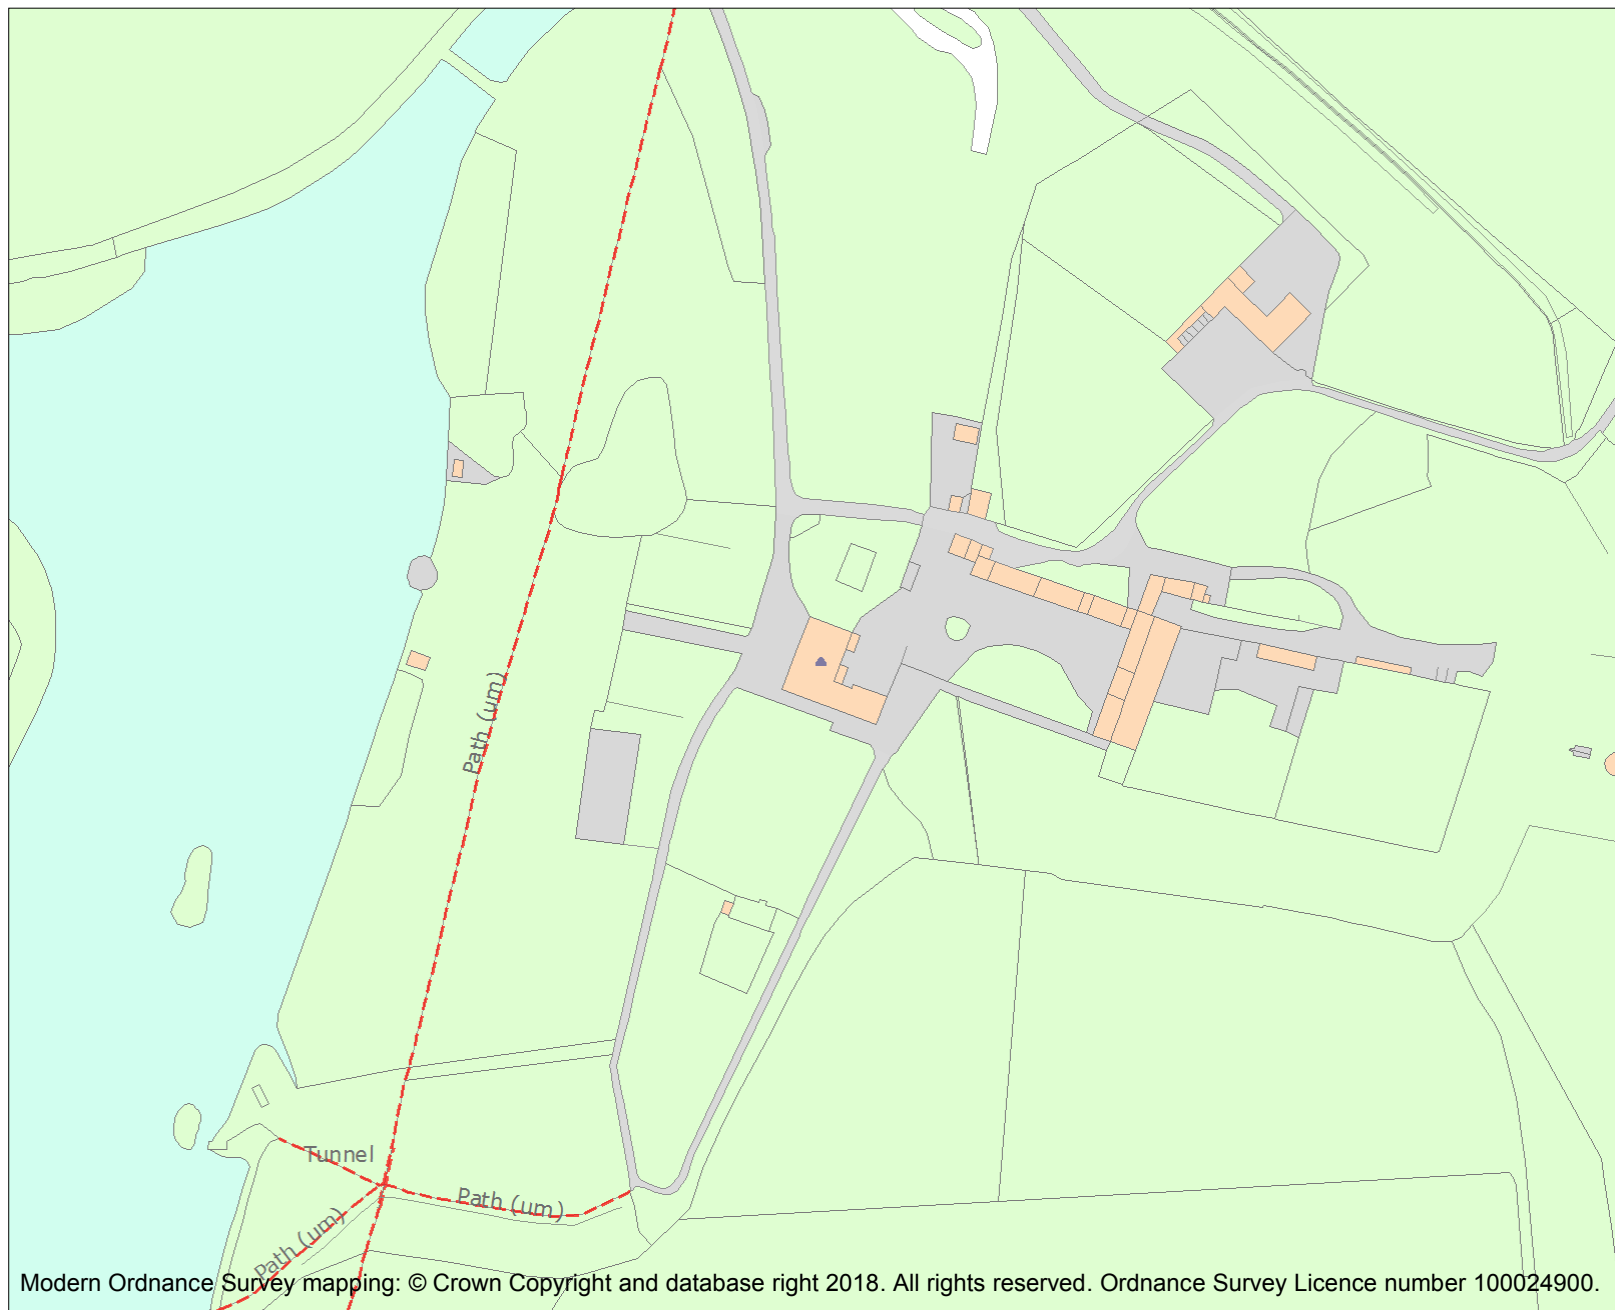 Path (um)
Tunnel
Path (um)
Path (um)
Modern Ordnance Survey mapping: © Crown Copyright and database right 2018. All rights reserved. Ordnance Survey Licence number 100024900.